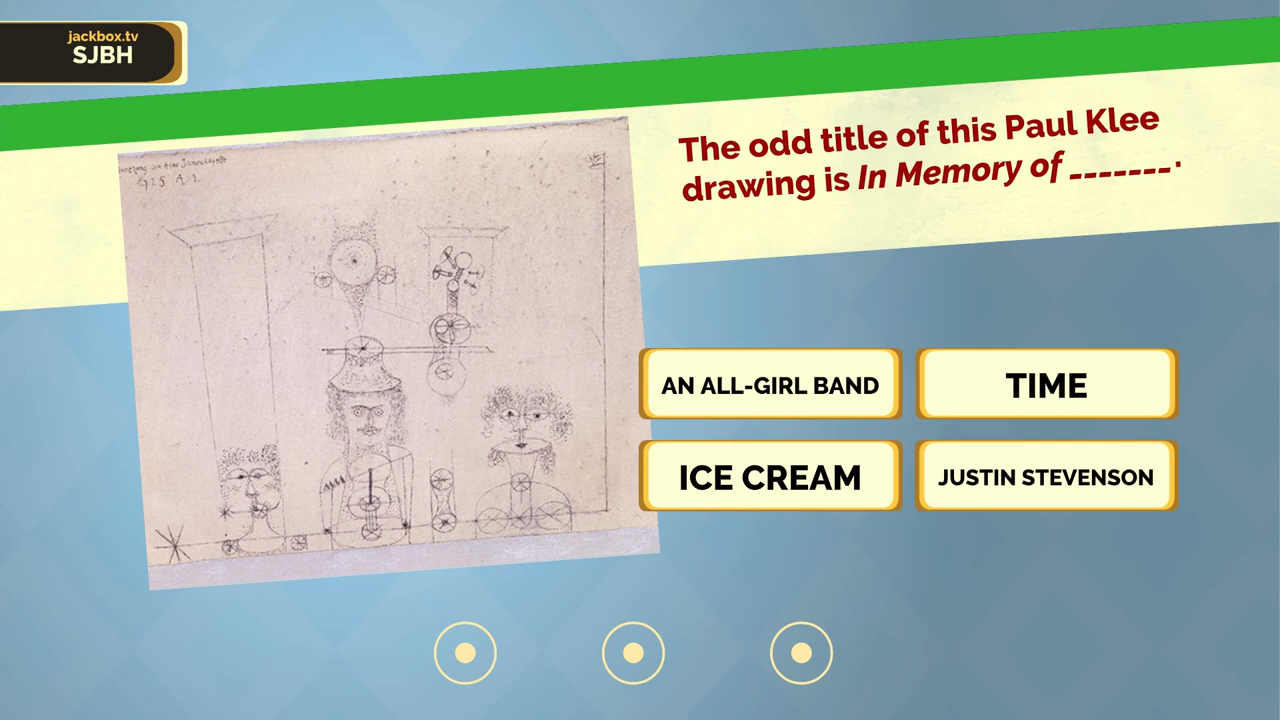 jackbox.tv
SJBH
The odd title of this Paul Klee
drawing is In Memory of _______.
1925 A.
AN ALL-GIRL BAND
TIME
ICE CREAM
JUSTIN STEVENSON